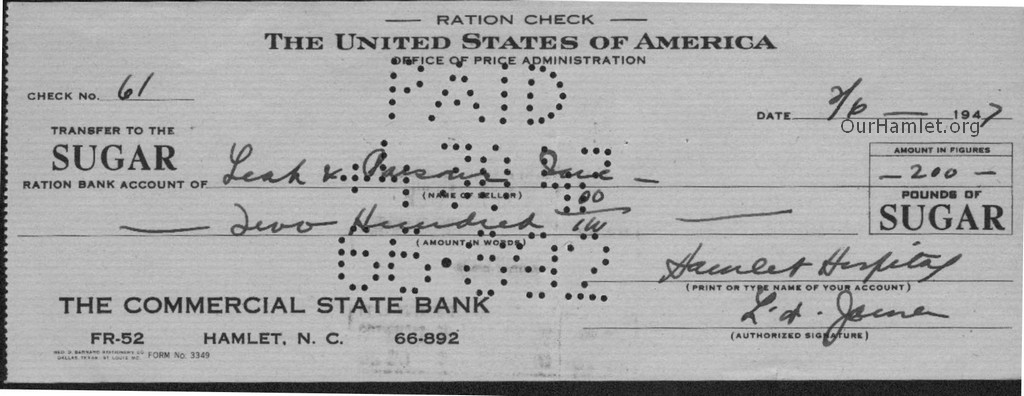 RATION CHECK
THE UNITED STATES OF AMERICA
OFFICE OF PRICE ADMINISTRATION
PAID
CHECK No. 61
DATE 2/6 — 1947
OurHamlet.org
TRANSFER TO THE
SUGAR
RATION BANK ACCOUNT OF Leah
(NAME OF SELLER)
AMOUNT IN FIGURES
— 200 —
POUNDS OF
SUGAR
Two Hundred 00/100
(AMOUNT IN WORDS)
Hamlet Hospital
(PRINT OR TYPE NAME OF YOUR ACCOUNT)
(AUTHORIZED SIGNATURE)
THE COMMERCIAL STATE BANK
FR-52 HAMLET, N. C. 66-892
FORM No. 3349